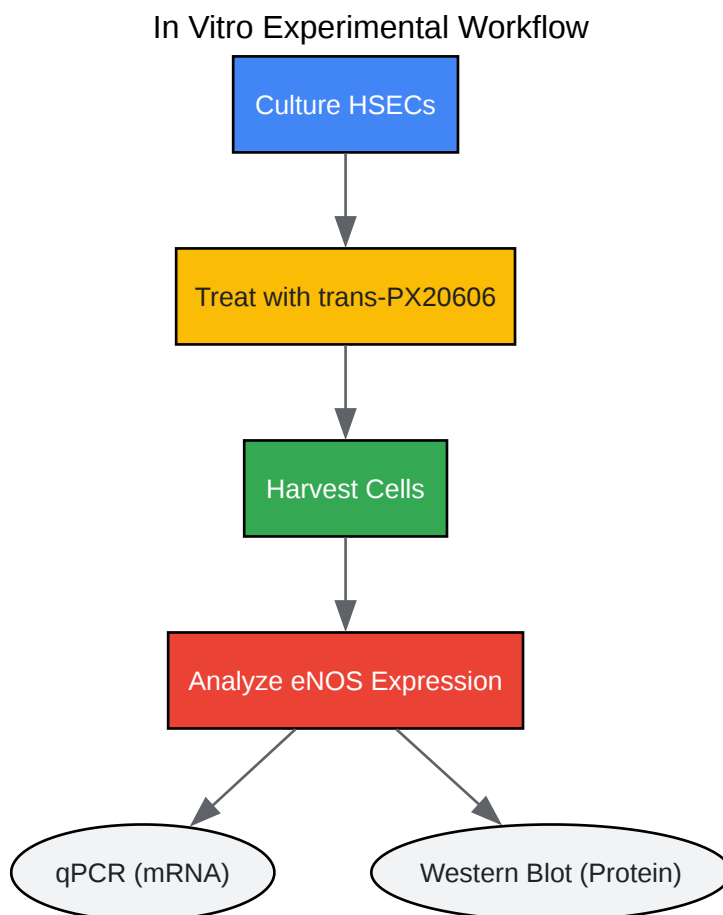 In Vitro Experimental Workflow
Culture HSECs
Treat with trans-PX20606
Harvest Cells
Analyze eNOS Expression
qPCR (mRNA)
Western Blot (Protein)